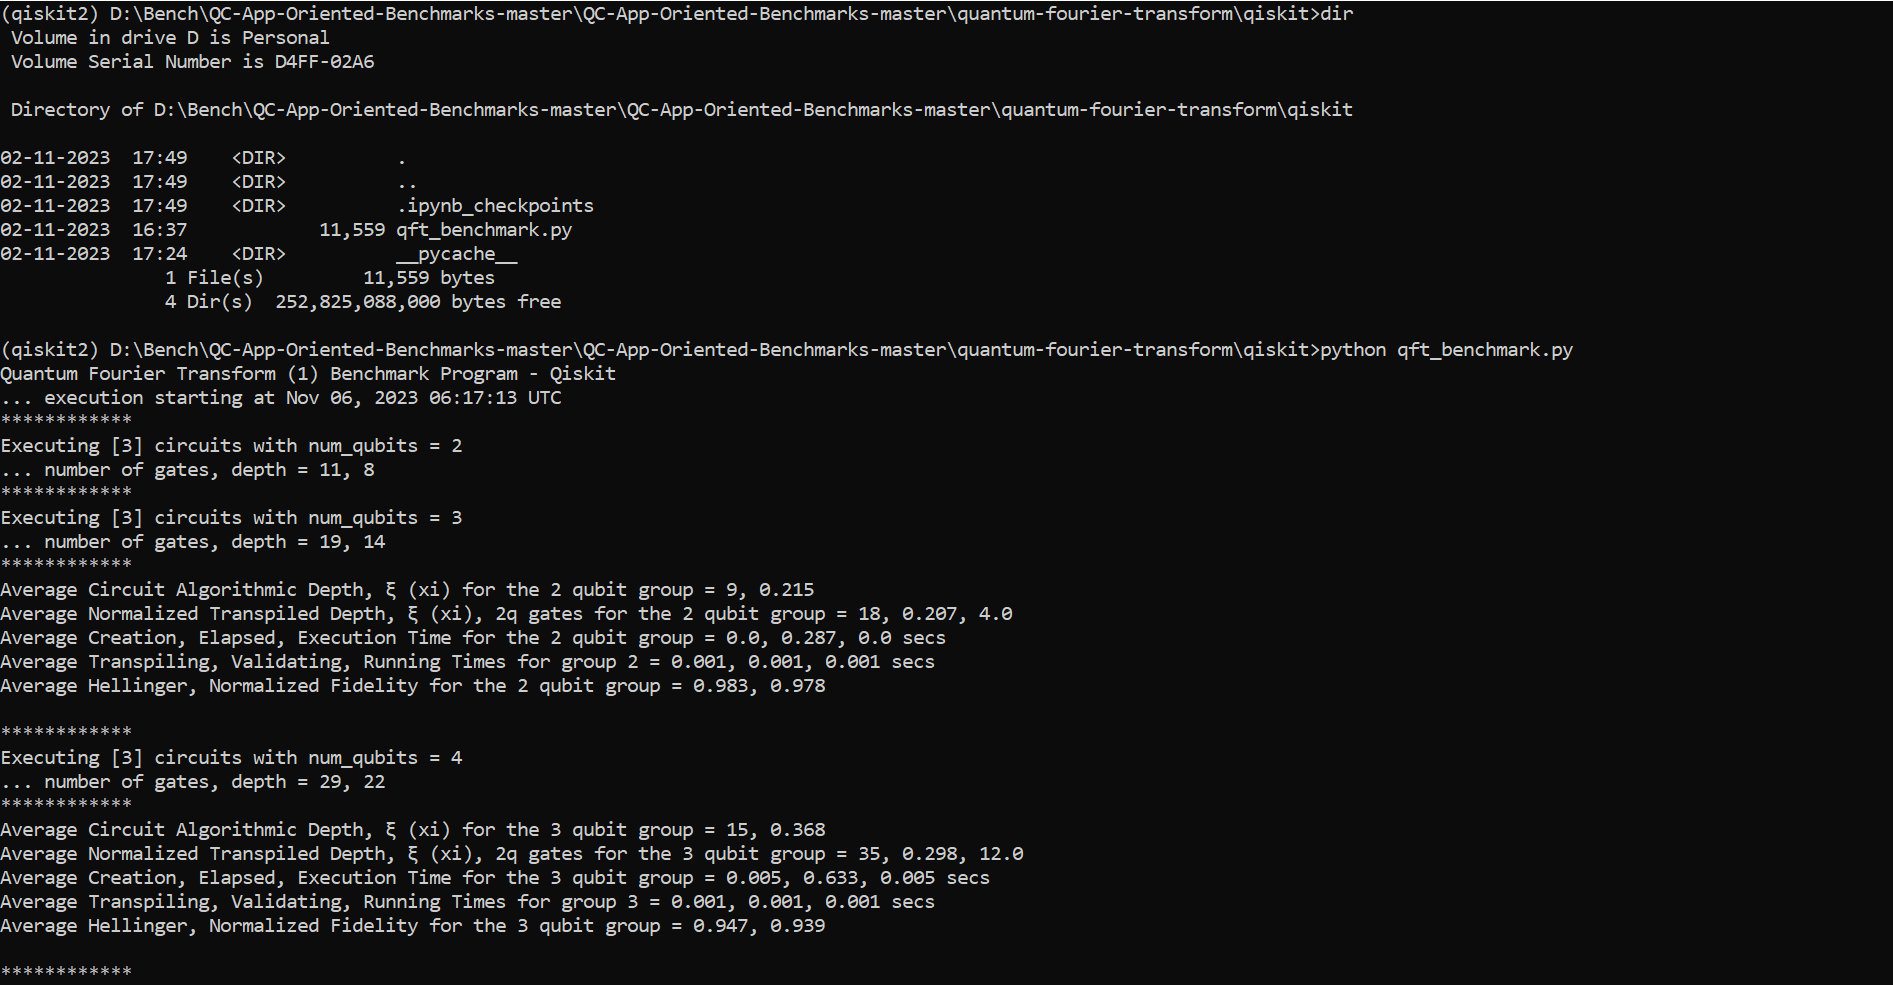 (qiskit2) D:\Bench\QC-App-Oriented-Benchmarks-master\QC-App-Oriented-Benchmarks-master\quantum-fourier-transform\qiskit>dir
Volume in drive D is Personal
Volume Serial Number is D4FF-02A6
Directory of D:\Bench\QC-App-Oriented-Benchmarks-master\QC-App-Oriented-Benchmarks-master\quantum-fourier-transform\qiskit
02-11-2023  17:49    <DIR>          .
02-11-2023  17:49    <DIR>          ..
02-11-2023  17:49    <DIR>          .ipynb_checkpoints
02-11-2023  16:37            11,559 qft_benchmark.py
02-11-2023  17:24    <DIR>          __pycache__
1 File(s)         11,559 bytes
4 Dir(s)  252,825,088,000 bytes free
(qiskit2) D:\Bench\QC-App-Oriented-Benchmarks-master\QC-App-Oriented-Benchmarks-master\quantum-fourier-transform\qiskit>python qft_benchmark.py
Quantum Fourier Transform (1) Benchmark Program - Qiskit
... execution starting at Nov 06, 2023 06:17:13 UTC
************
Executing [3] circuits with num_qubits = 2
... number of gates, depth = 11, 8
************
Executing [3] circuits with num_qubits = 3
... number of gates, depth = 19, 14
************
Average Circuit Algorithmic Depth, ξ (xi) for the 2 qubit group = 9, 0.215
Average Normalized Transpiled Depth, ξ (xi), 2q gates for the 2 qubit group = 18, 0.207, 4.0
Average Creation, Elapsed, Execution Time for the 2 qubit group = 0.0, 0.287, 0.0 secs
Average Transpiling, Validating, Running Times for group 2 = 0.001, 0.001, 0.001 secs
Average Hellinger, Normalized Fidelity for the 2 qubit group = 0.983, 0.978
************
Executing [3] circuits with num_qubits = 4
... number of gates, depth = 29, 22
************
Average Circuit Algorithmic Depth, ξ (xi) for the 3 qubit group = 15, 0.368
Average Normalized Transpiled Depth, ξ (xi), 2q gates for the 3 qubit group = 35, 0.298, 12.0
Average Creation, Elapsed, Execution Time for the 3 qubit group = 0.005, 0.633, 0.005 secs
Average Transpiling, Validating, Running Times for group 3 = 0.001, 0.001, 0.001 secs
Average Hellinger, Normalized Fidelity for the 3 qubit group = 0.947, 0.939
************